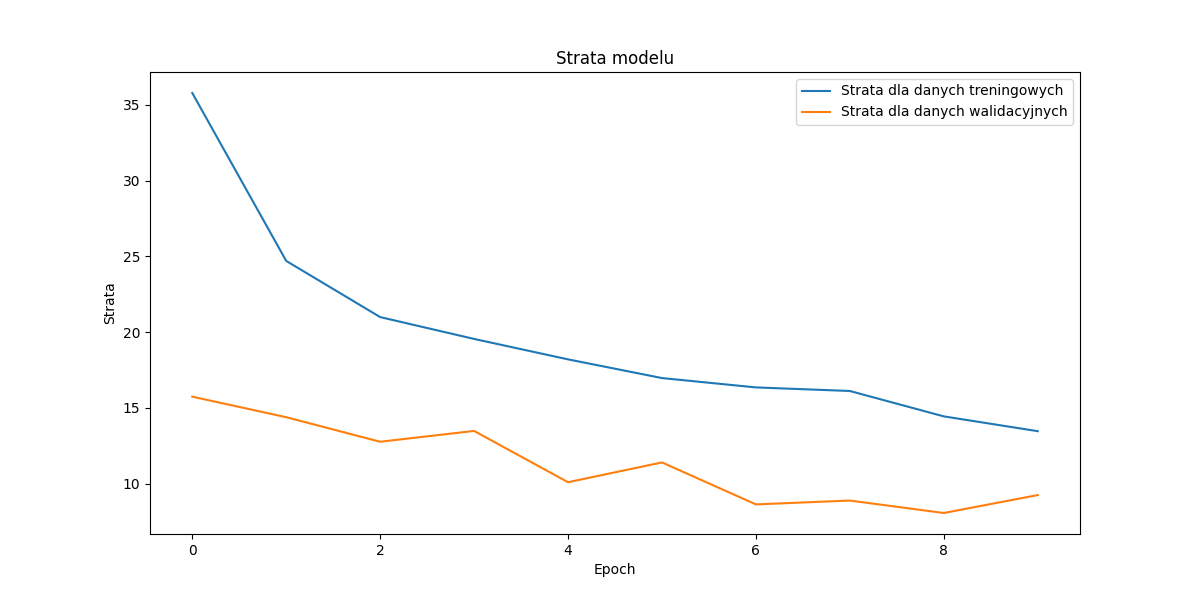 Strata modelu
Strata dla danych treningowych
Strata dla danych walidacyjnych
35
30
25
20
15
10
Strata
0 2 4 6 8
Epoch